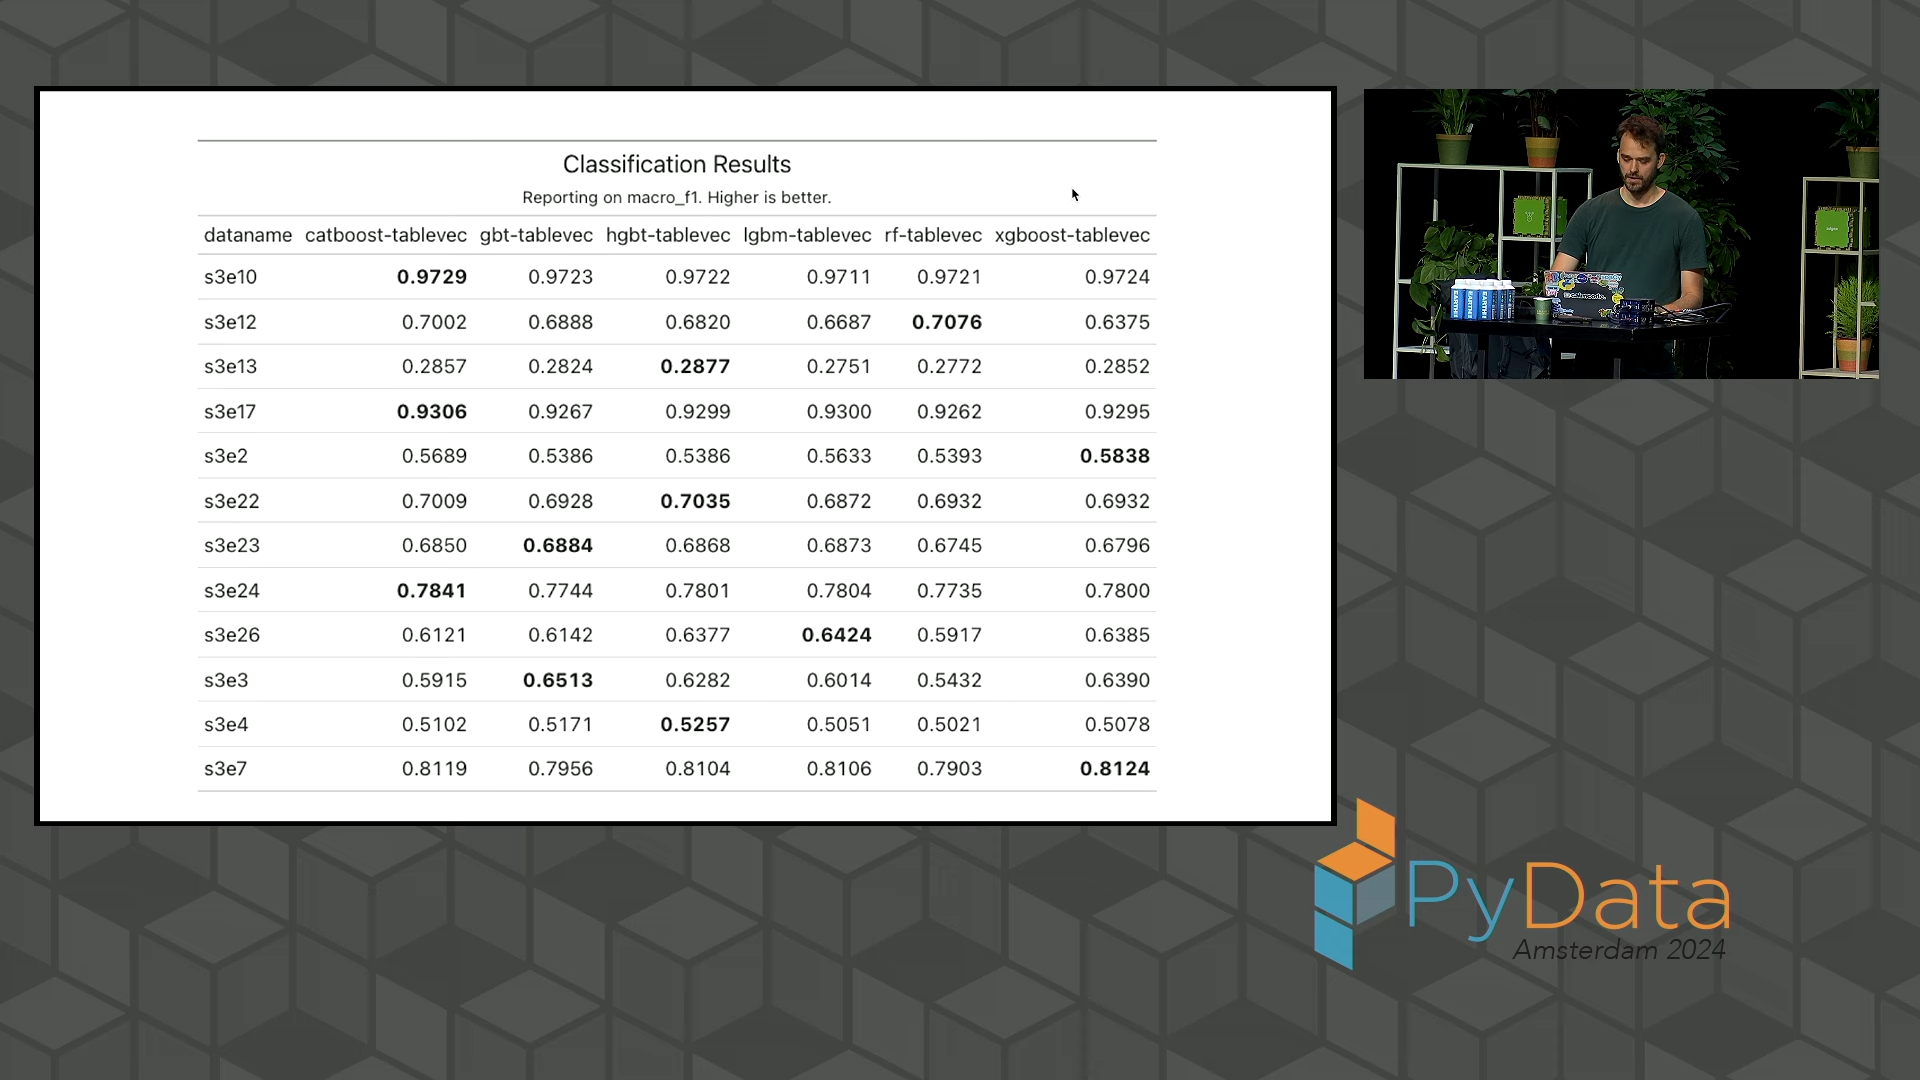 Classification Results
Reporting on macro_f1. Higher is better.
dataname catboost-tablevec gbt-tablevec hgbt-tablevec lgbm-tablevec rf-tablevec xgboost-tablevec
s3e10 0.9729 0.9723 0.9722 0.9711 0.9721 0.9724
s3e12 0.7002 0.6888 0.6820 0.6687 0.7076 0.6375
s3e13 0.2857 0.2824 0.2877 0.2751 0.2772 0.2852
s3e17 0.9306 0.9267 0.9299 0.9300 0.9262 0.9295
s3e2 0.5689 0.5386 0.5386 0.5633 0.5393 0.5838
s3e22 0.7009 0.6928 0.7035 0.6872 0.6932 0.6932
s3e23 0.6850 0.6884 0.6868 0.6873 0.6745 0.6796
s3e24 0.7841 0.7744 0.7801 0.7804 0.7735 0.7800
s3e26 0.6121 0.6142 0.6377 0.6424 0.5917 0.6385
s3e3 0.5915 0.6513 0.6282 0.6014 0.5432 0.6390
s3e4 0.5102 0.5171 0.5257 0.5051 0.5021 0.5078
s3e7 0.8119 0.7956 0.8104 0.8106 0.7903 0.8124
PyData
Amsterdam 2024